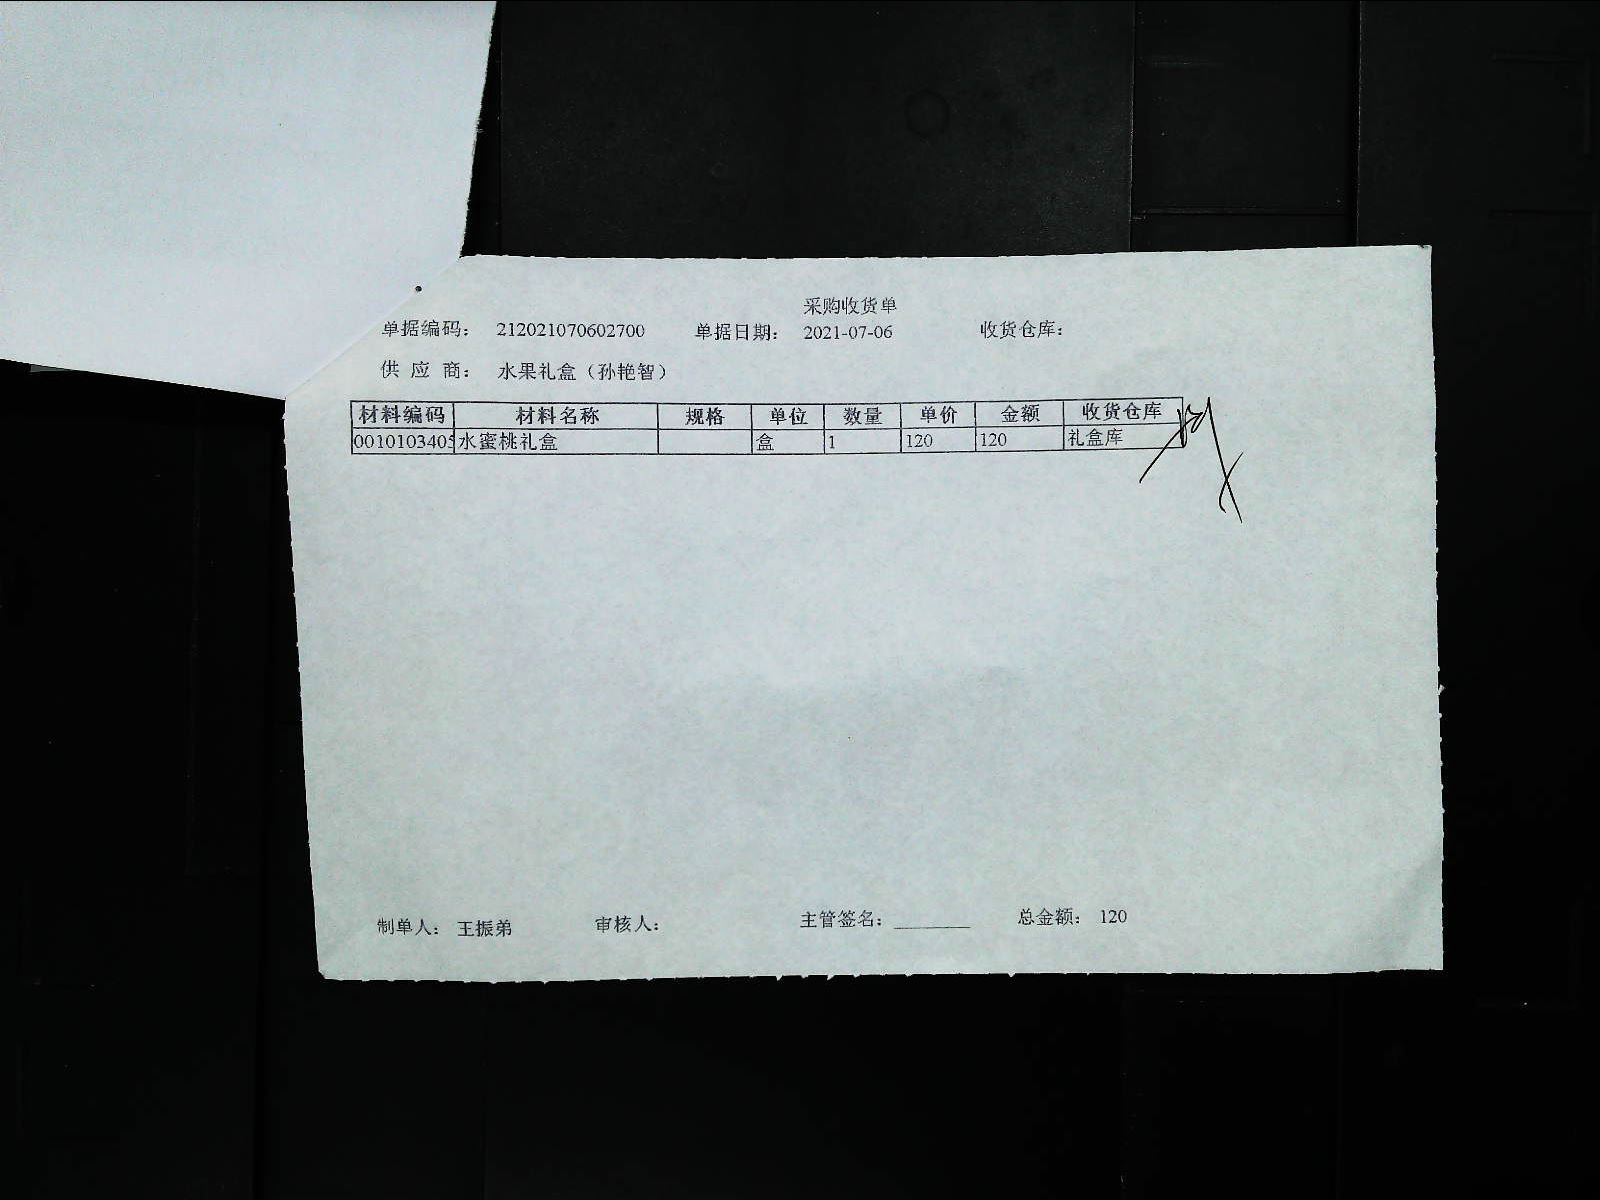 采购收货单
单据编码： 212021070602700 单据日期： 2021-07-06 收货仓库：
供 应 商： 水果礼盒（孙艳智）
材料编码 材料名称 规格 单位 数量 单价 金额 收货仓库
0010103405 水蜜桃礼盒 盒 1 120 120 礼盒库
制单人： 王振弟 审核人： 主管签名：________ 总金额： 120